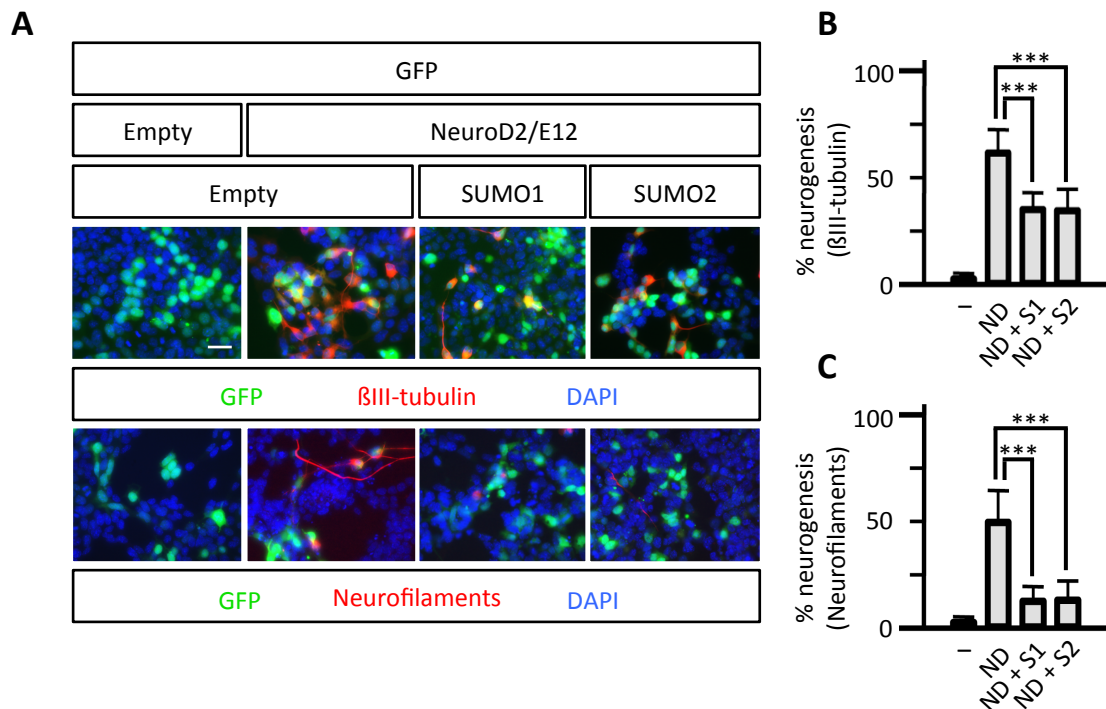 A
GFP
Empty
NeuroD2/E12
Empty
SUMO1
SUMO2
GFP
ßIII-tubulin
DAPI
GFP
Neurofilaments
DAPI
B
% neurogenesis
(ßIII-tubulin)
100
50
0
***
***
–
ND
ND + S1
ND + S2
C
% neurogenesis
(Neurofilaments)
100
50
0
***
***
–
ND
ND + S1
ND + S2